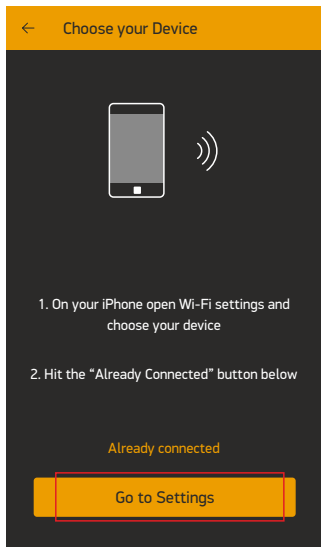 Choose your Device
1. On your iPhone open Wi-Fi settings and
choose your device
2. Hit the “Already Connected” button below
Already connected
Go to Settings